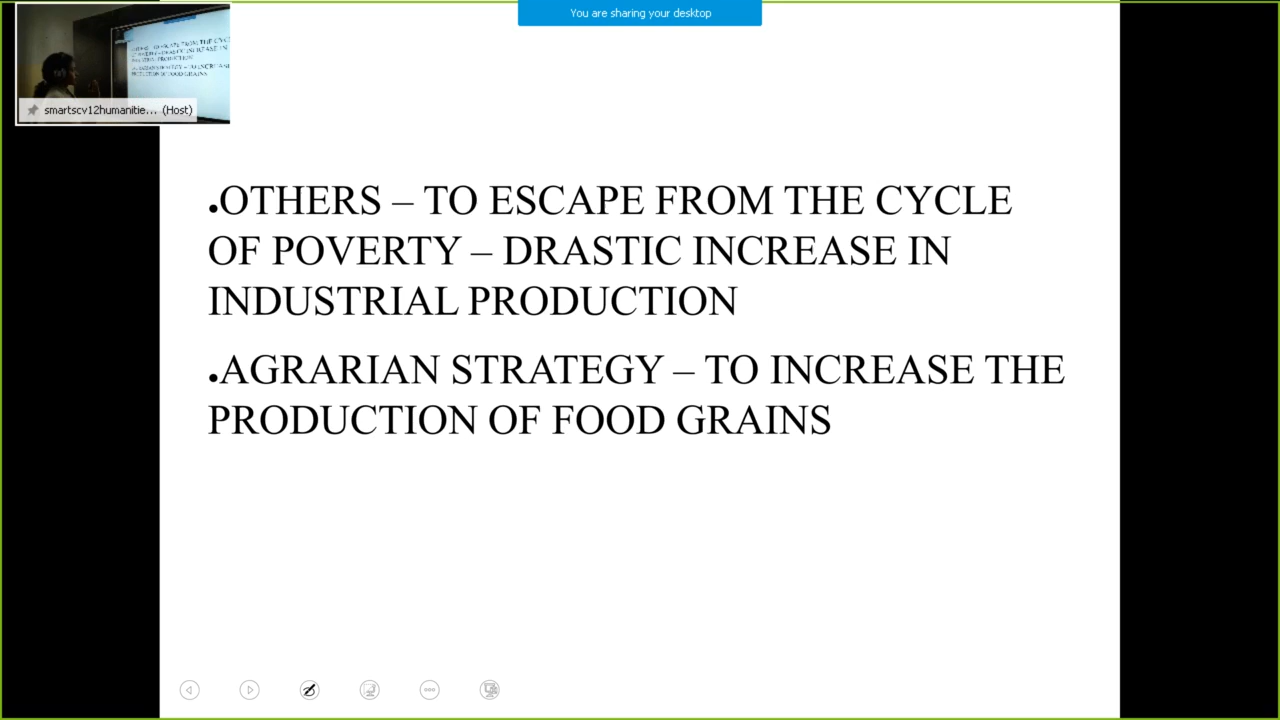 You are sharing your desktop
smartscv12humanitie... (Host)
•OTHERS – TO ESCAPE FROM THE CYCLE
OF POVERTY – DRASTIC INCREASE IN
INDUSTRIAL PRODUCTION
•AGRARIAN STRATEGY – TO INCREASE THE
PRODUCTION OF FOOD GRAINS